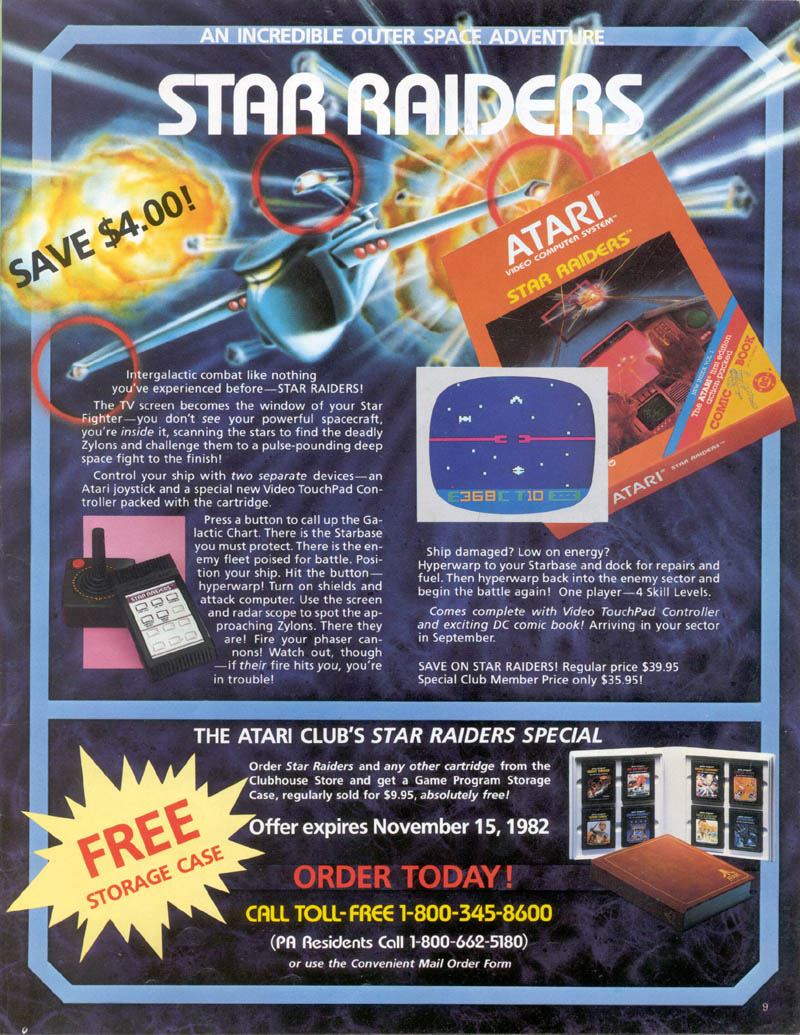 AN INCREDIBLE OUTER SPACE ADVENTURE
STAR RAIDERS
SAVE $4.00!
ATARI®
VIDEO COMPUTER SYSTEM™
STAR RAIDERS™
The ATARI® fine edition
action-packed
COMIC BOOK
DC
ATARI® STAR RAIDERS™
Intergalactic combat like nothing
you've experienced before—STAR RAIDERS!
The TV screen becomes the window of your Star
Fighter—you don't see your powerful spacecraft,
you're inside it, scanning the stars to find the deadly
Zylons and challenge them to a pulse-pounding deep
space fight to the finish!
Control your ship with two separate devices—an
Atari joystick and a special new Video TouchPad Con-
troller packed with the cartridge.
STAR RAIDERS
Press a button to call up the Ga-
lactic Chart. There is the Starbase
you must protect. There is the en-
emy fleet poised for battle. Posi-
tion your ship. Hit the button—
hyperwarp! Turn on shields and
attack computer. Use the screen
and radar scope to spot the ap-
proaching Zylons. There they
are! Fire your phaser can-
nons! Watch out, though
—if their fire hits you, you're
in trouble!
E368LCT10
Ship damaged? Low on energy?
Hyperwarp to your Starbase and dock for repairs and
fuel. Then hyperwarp back into the enemy sector and
begin the battle again! One player—4 Skill Levels.
Comes complete with Video TouchPad Controller
and exciting DC comic book! Arriving in your sector
in September.
SAVE ON STAR RAIDERS! Regular price $39.95
Special Club Member Price only $35.95!
THE ATARI CLUB'S STAR RAIDERS SPECIAL
Order Star Raiders and any other cartridge from the
Clubhouse Store and get a Game Program Storage
Case, regularly sold for $9.95, absolutely free!
FREE
STORAGE CASE
Offer expires November 15, 1982
ORDER TODAY!
CALL TOLL-FREE 1-800-345-8600
(PA Residents Call 1-800-662-5180)
or use the Convenient Mail Order Form
9